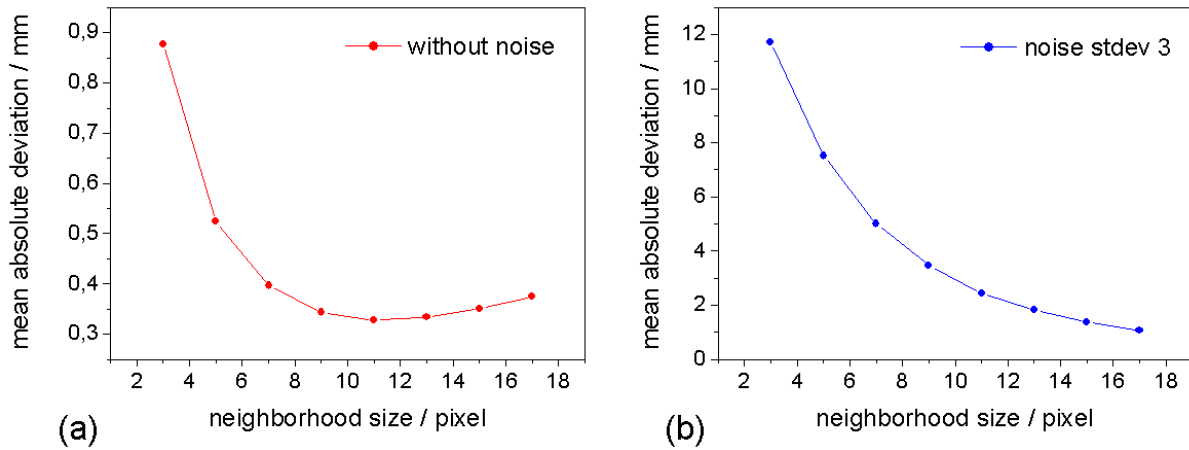 mean absolute deviation / mm
0,9
0,8
0,7
0,6
0,5
0,4
0,3
without noise
2 4 6 8 10 12 14 16 18
neighborhood size / pixel
(a)
mean absolute deviation / mm
12
10
8
6
4
2
0
noise stdev 3
2 4 6 8 10 12 14 16 18
neighborhood size / pixel
(b)